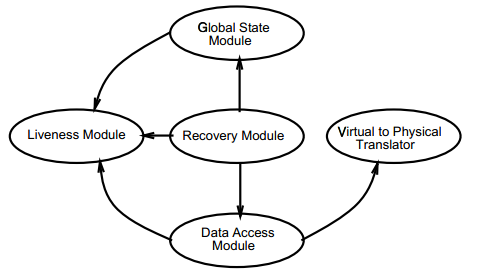 Global State
Module
Liveness Module
Recovery Module
Virtual to Physical
Translator
Data Access
Module